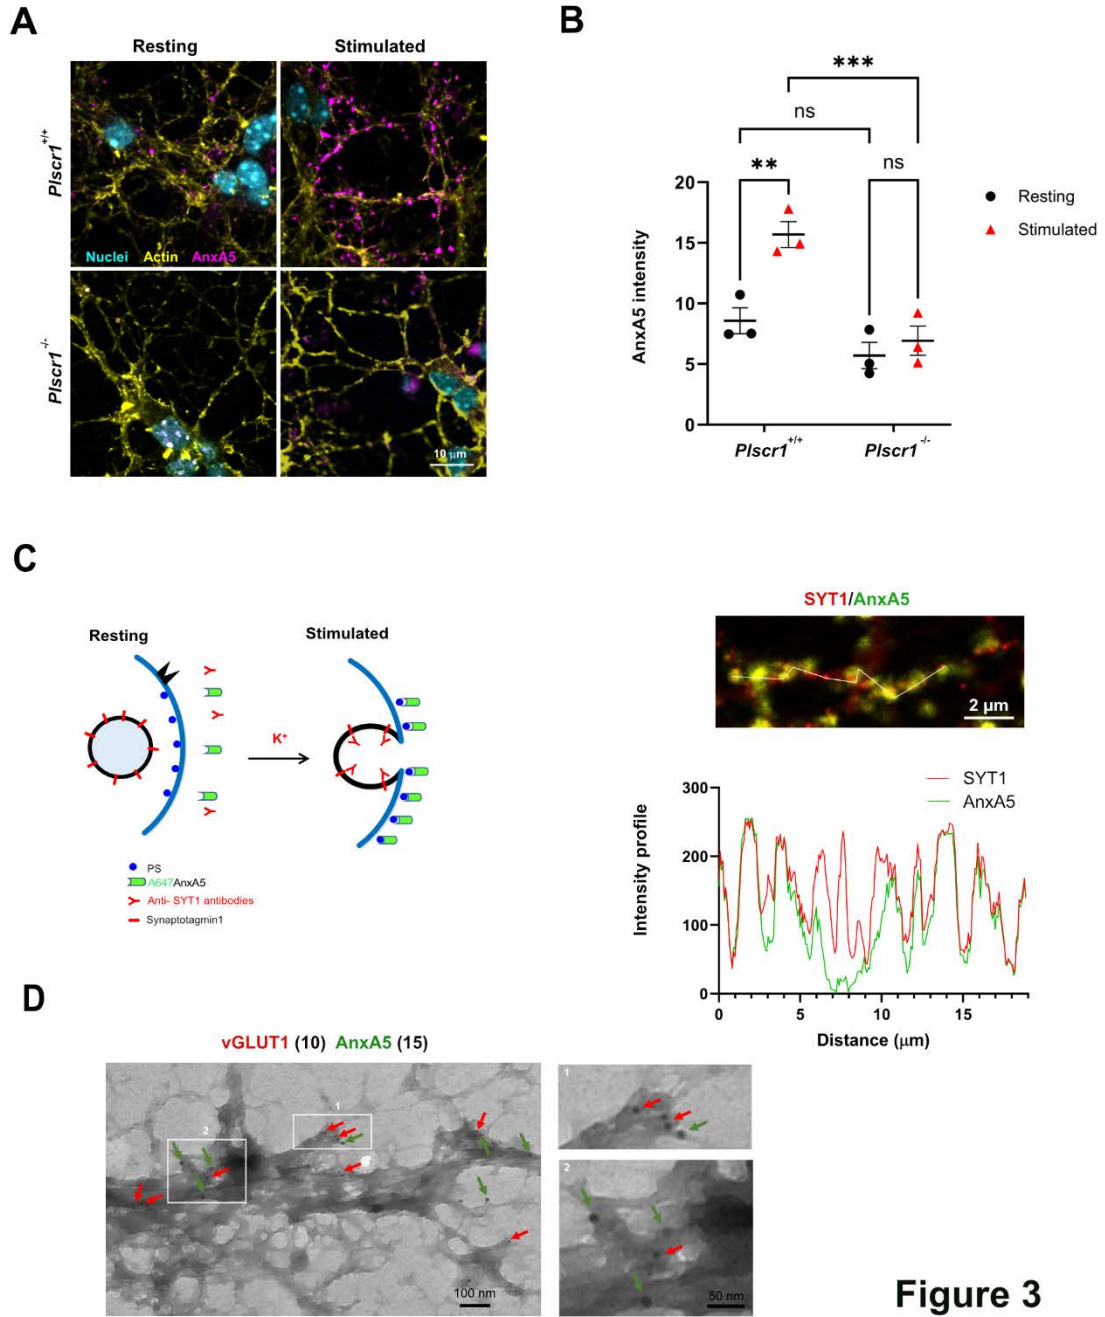 A
Resting Stimulated
Plscr1+/+
Nuclei Actin AnxA5
Plscr1-/-
10 μm
B
***
ns
** ns
20
15
10
5
0
AnxA5 intensity
Resting
Stimulated
Plscr1+/+ Plscr1-/-
C
Resting Stimulated
K+
PS
A647AnxA5
Anti- SYT1 antibodies
Synaptotagmin1
SYT1/AnxA5
2 μm
SYT1
AnxA5
300
200
100
0
Intensity profile
0 5 10 15
Distance (μm)
D
vGLUT1 (10) AnxA5 (15)
1
2
100 nm
1
2
50 nm
Figure 3